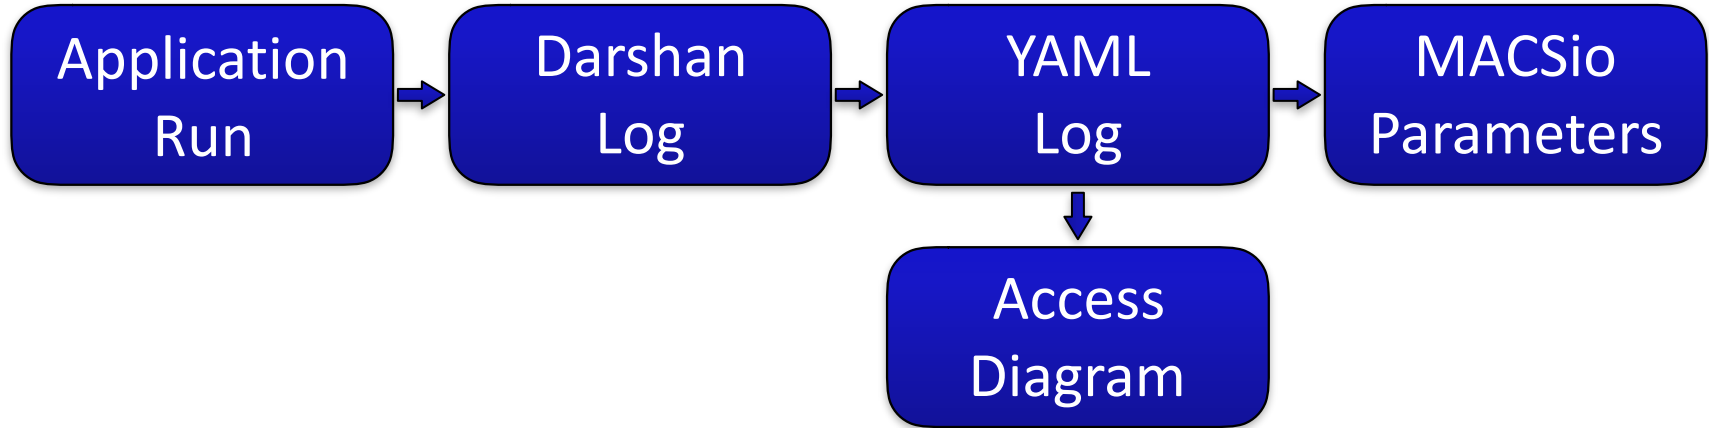 Application
Run
Darshan
Log
YAML
Log
MACSio
Parameters
Access
Diagram